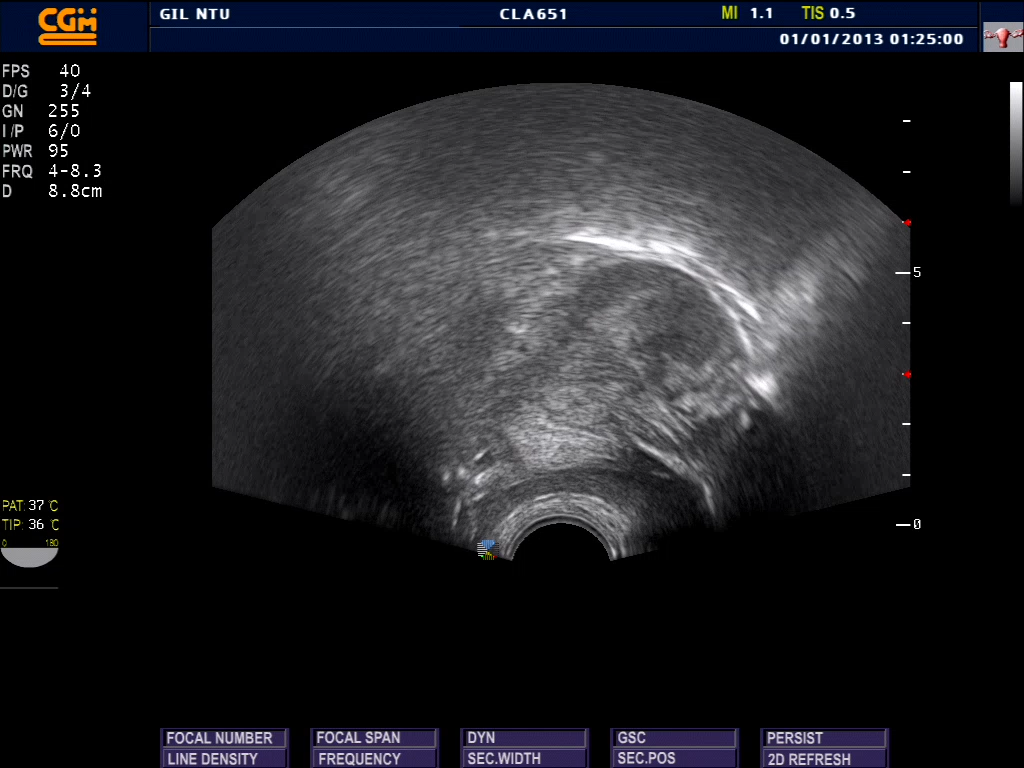 CGM
GIL NTU CLA651 MI 1.1 TIS 0.5
01/01/2013 01:25:00
FPS 40
D/G 3/4
GN 255
I/P 6/0
PWR 95
FRQ 4-8.3
D 8.8cm
5
PAT: 37 °C
TIP: 36 °C
0 180
0
FOCAL NUMBER FOCAL SPAN DYN GSC PERSIST
LINE DENSITY FREQUENCY SEC.WIDTH SEC.POS 2D REFRESH